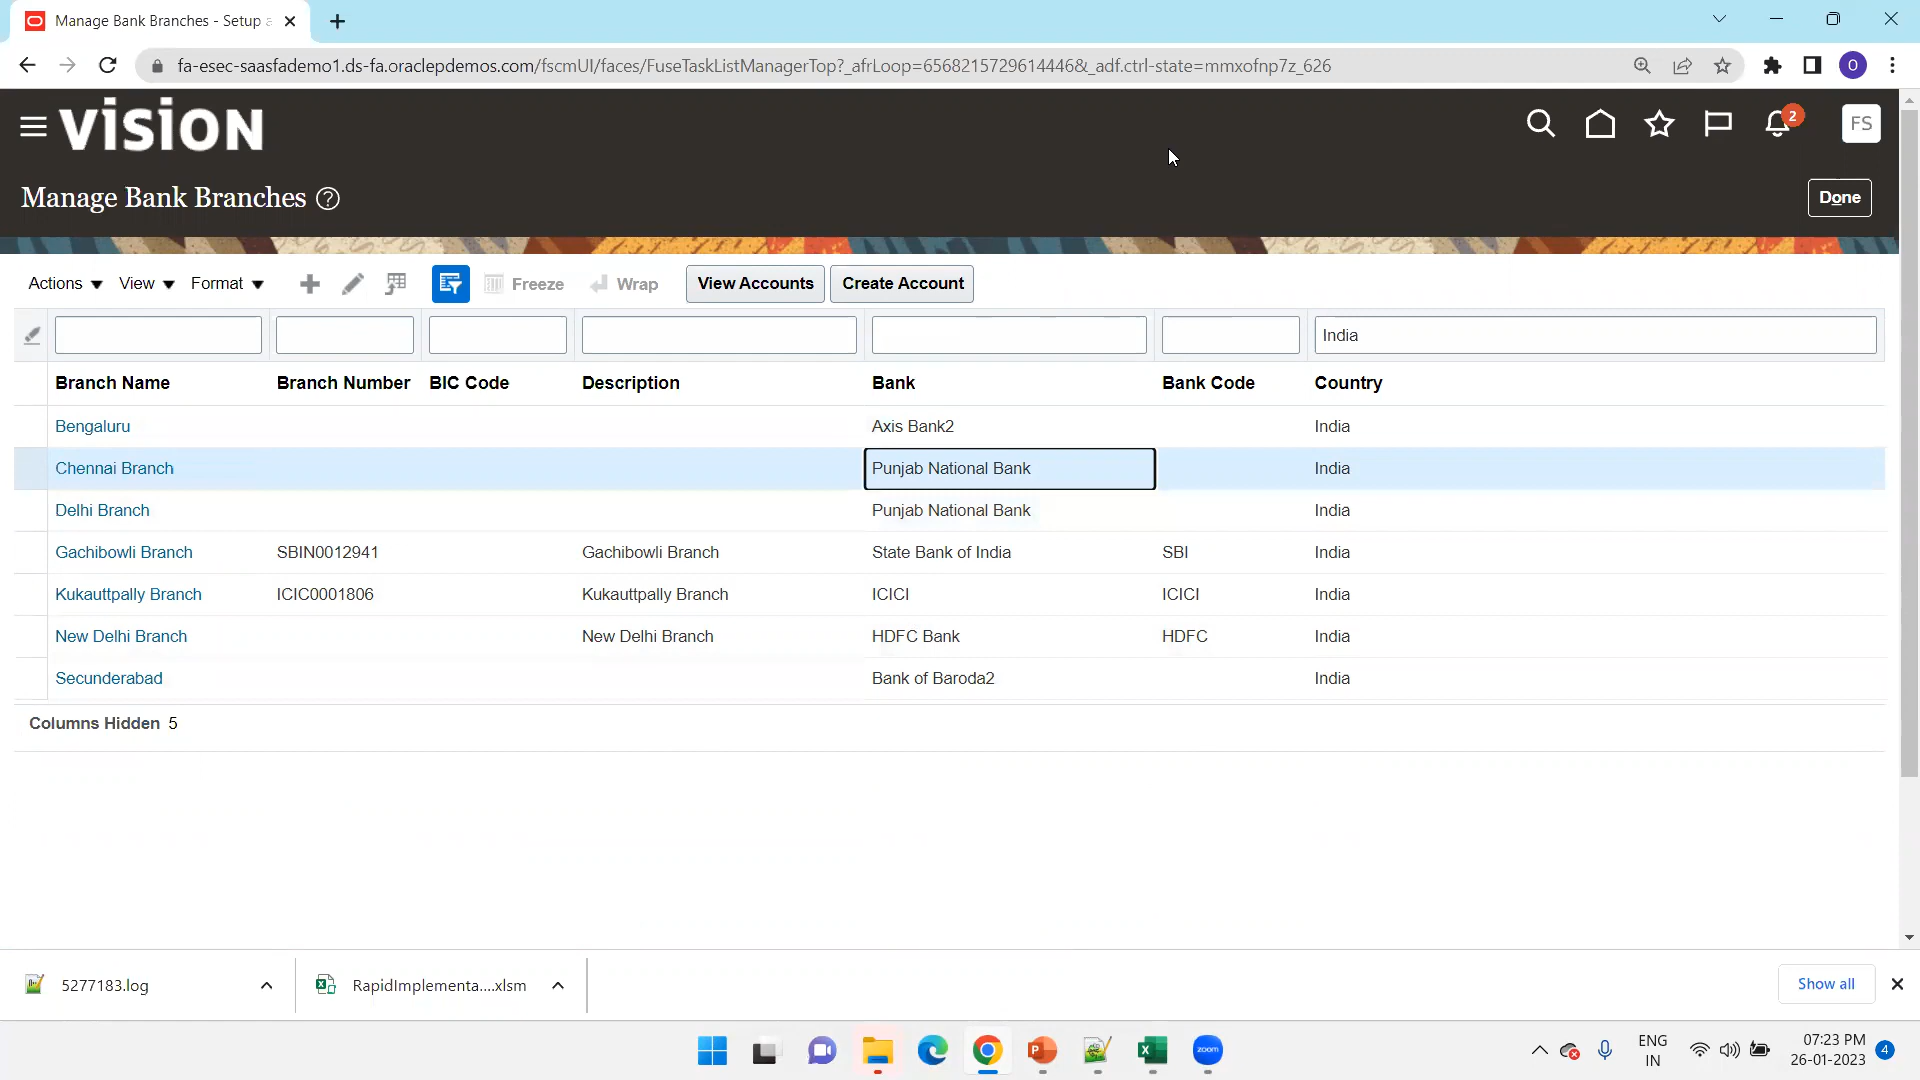 Manage Bank Branches - Setup a
fa-esec-saasfademo1.ds-fa.oraclepdemos.com/fscmUI/faces/FuseTaskListManagerTop?_afrLoop=6568215729614446&_adf.ctrl-state=mmxofnp7z_626
O
vision
2
FS
Manage Bank Branches ?
Done
Actions View Format Freeze Wrap View Accounts Create Account
India
Branch Name Branch Number BIC Code Description Bank Bank Code Country
Bengaluru Axis Bank2 India
Chennai Branch Punjab National Bank India
Delhi Branch Punjab National Bank India
Gachibowli Branch SBIN0012941 Gachibowli Branch State Bank of India SBI India
Kukauttpally Branch ICIC0001806 Kukauttpally Branch ICICI ICICI India
New Delhi Branch New Delhi Branch HDFC Bank HDFC India
Secunderabad Bank of Baroda2 India
Columns Hidden 5
5277183.log RapidImplementa....xlsm Show all
zoom
ENG
IN
07:23 PM
26-01-2023
4